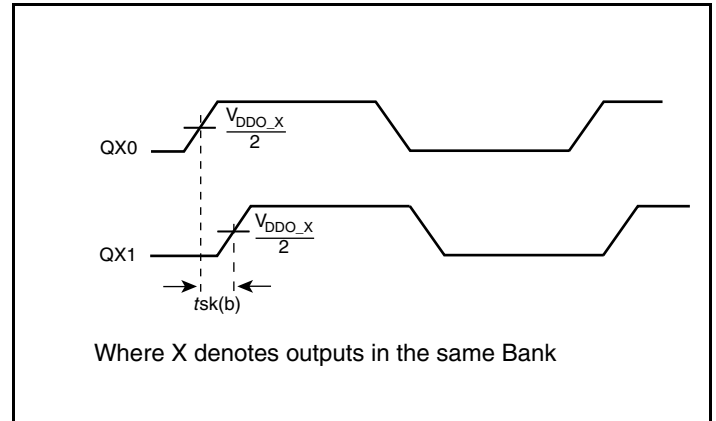 QX0
V_DDO_X
2
QX1
V_DDO_X
2
tsk(b)
Where X denotes outputs in the same Bank